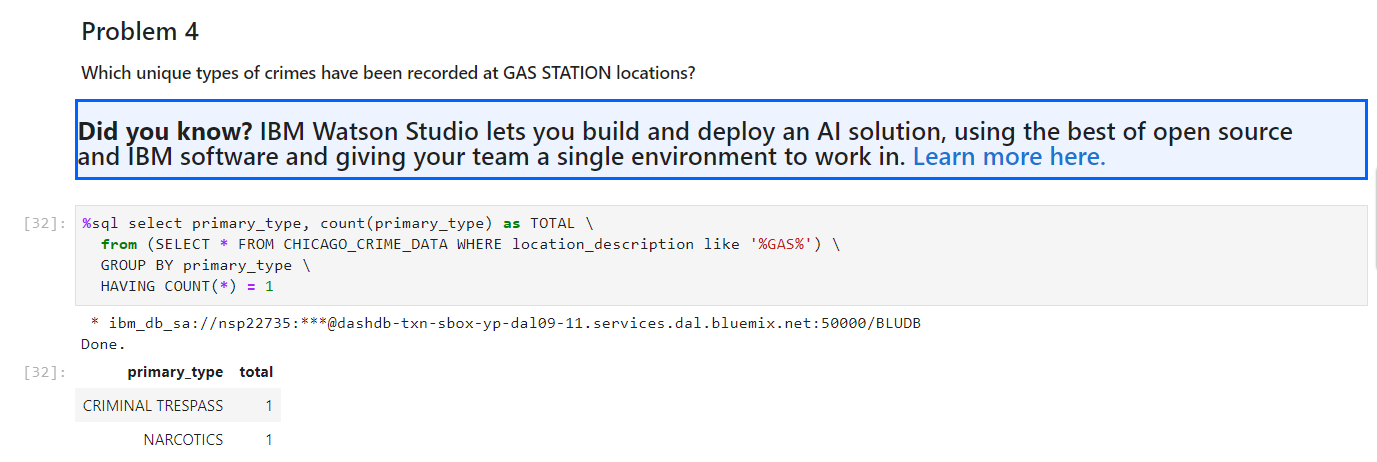 Problem 4
Which unique types of crimes have been recorded at GAS STATION locations?
Did you know? IBM Watson Studio lets you build and deploy an AI solution, using the best of open source
and IBM software and giving your team a single environment to work in. Learn more here.
[32]: %sql select primary_type, count(primary_type) as TOTAL \
from (SELECT * FROM CHICAGO_CRIME_DATA WHERE location_description like '%GAS%') \
GROUP BY primary_type \
HAVING COUNT(*) = 1
* ibm_db_sa://nsp22735:***@dashdb-txn-sbox-yp-dal09-11.services.dal.bluemix.net:50000/BLUDB
Done.
[32]: primary_type total
CRIMINAL TRESPASS 1
NARCOTICS 1